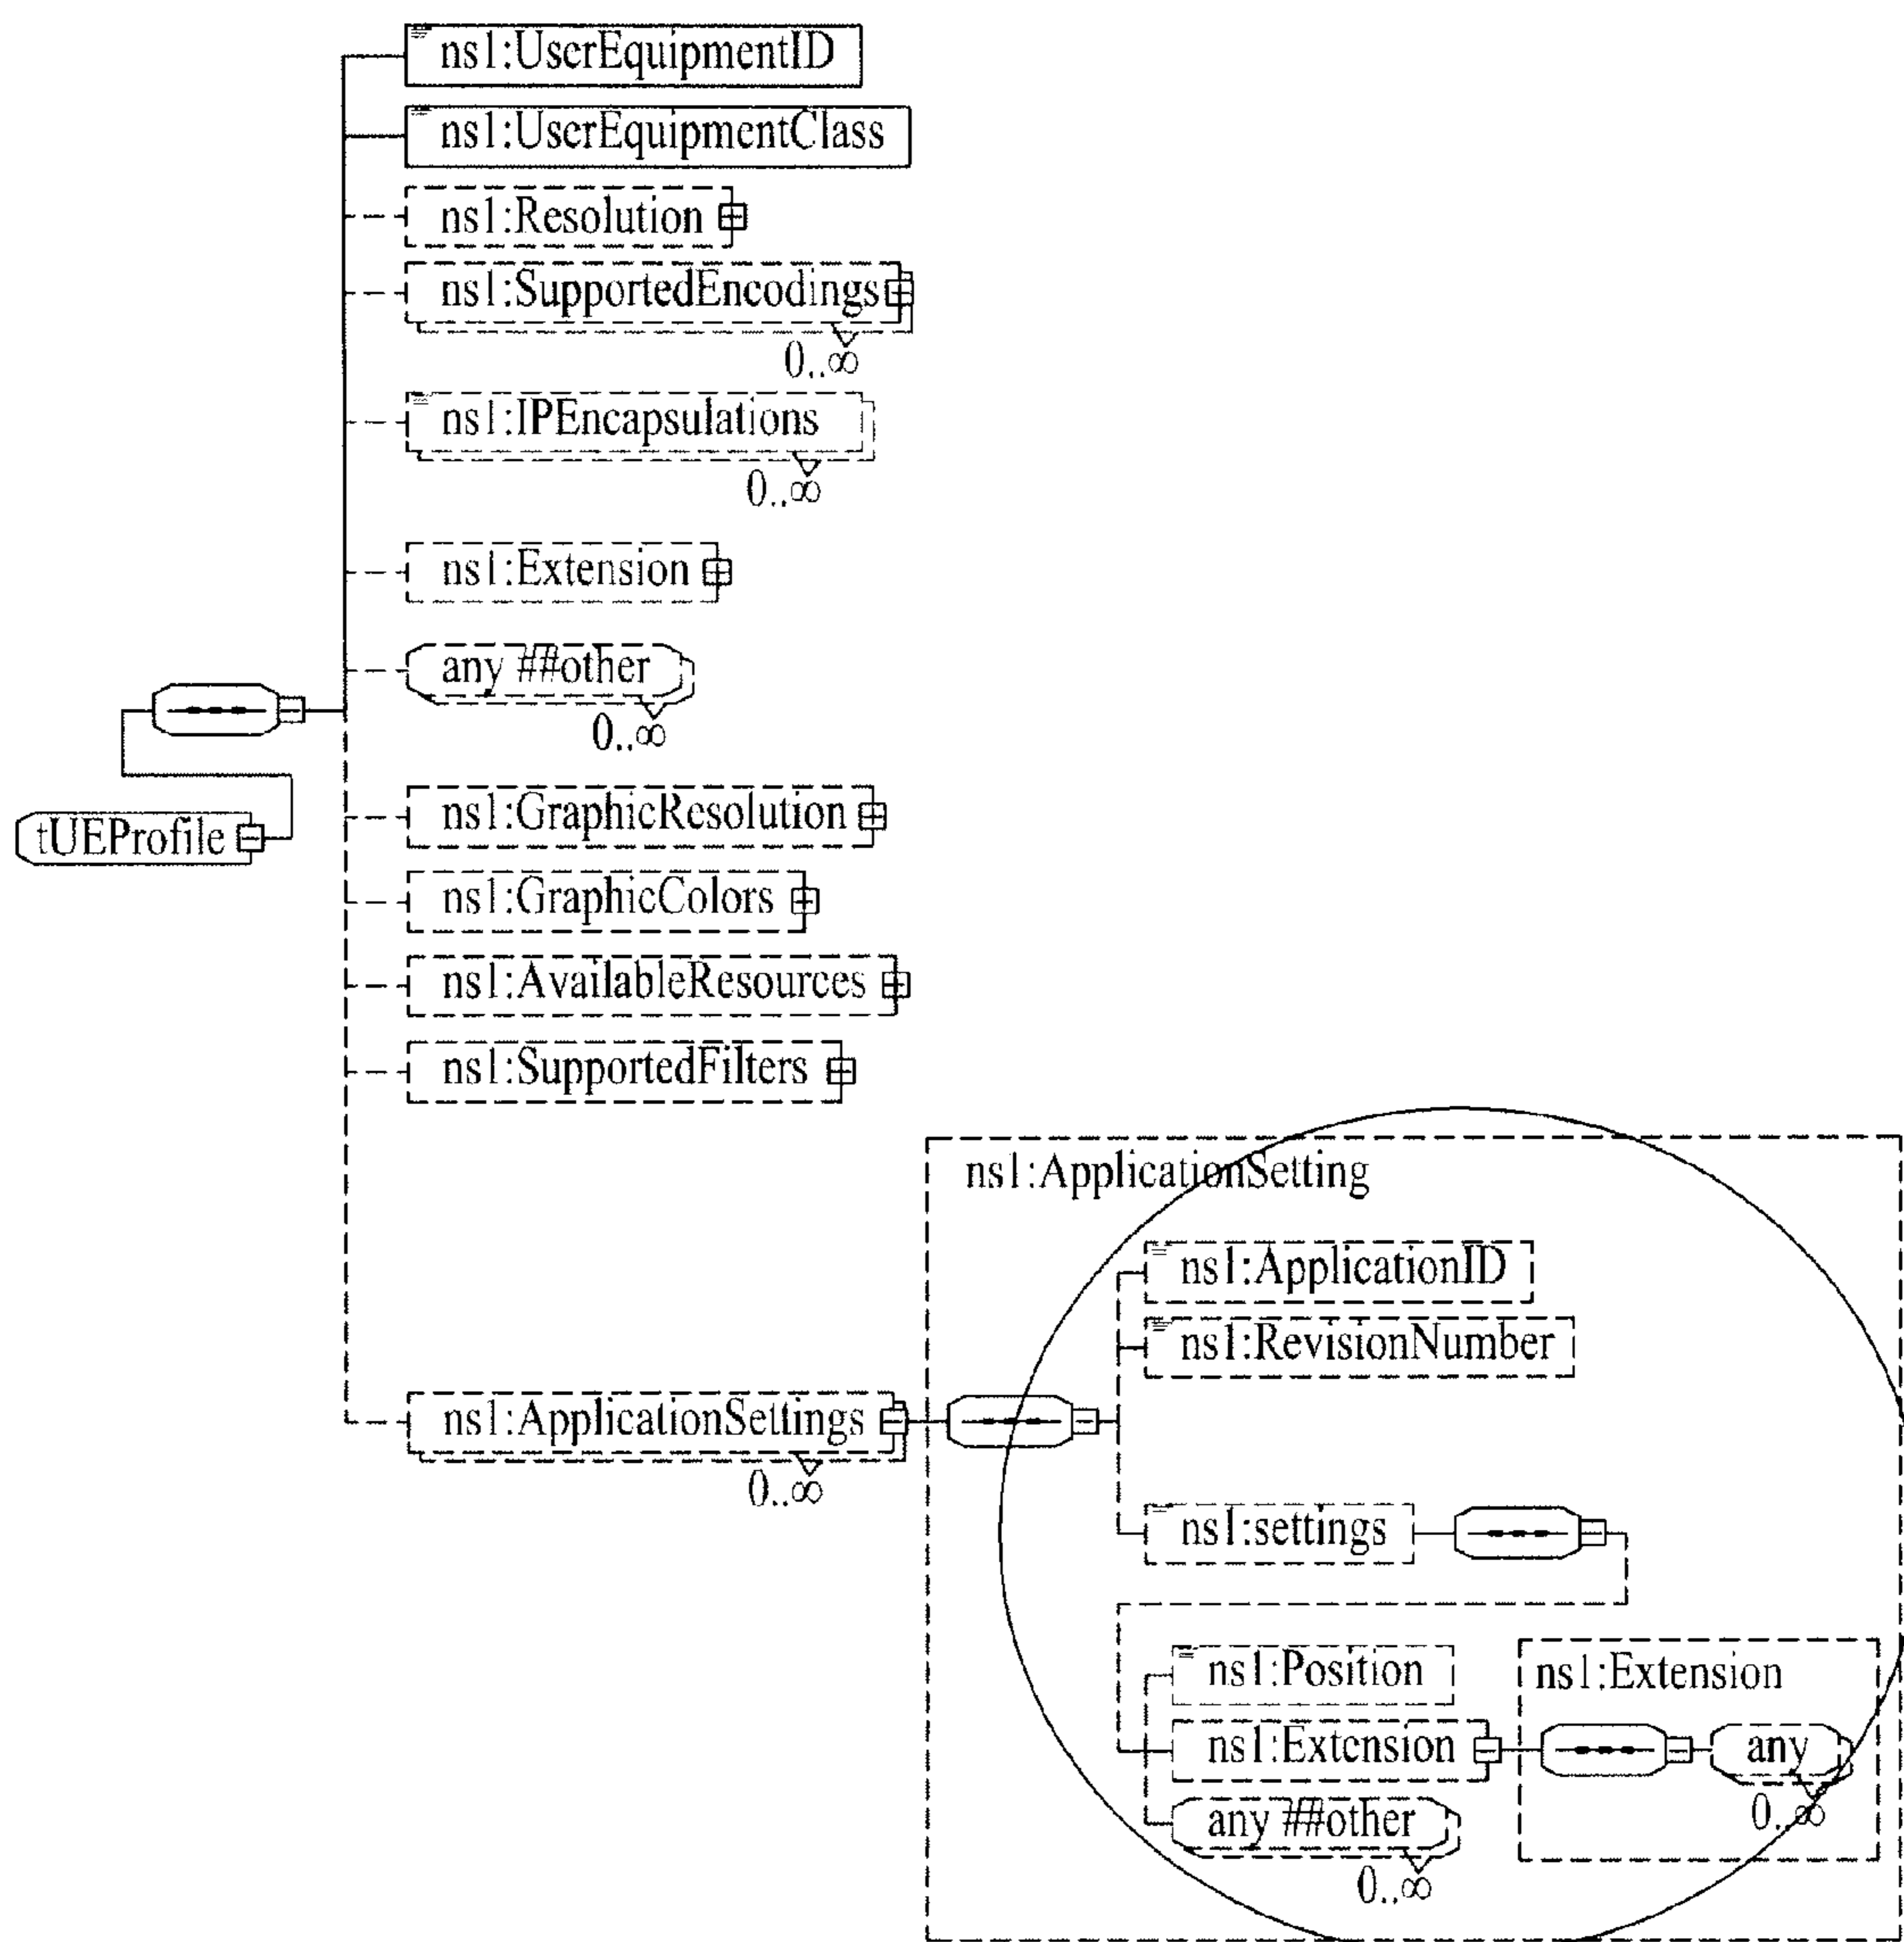 ns1:UserEquipmentID
ns1:UserEquipmentClass
ns1:Resolution
ns1:SupportedEncodings
0..∞
ns1:IPEncapsulations
0..∞
ns1:Extension
any ##other
0..∞
tUEProfile
ns1:GraphicResolution
ns1:GraphicColors
ns1:AvailableResources
ns1:SupportedFilters
ns1:ApplicationSettings
0..∞
ns1:ApplicationSetting
ns1:ApplicationID
ns1:RevisionNumber
ns1:settings
ns1:Position
ns1:Extension
any ##other
0..∞
ns1:Extension
any
0..∞